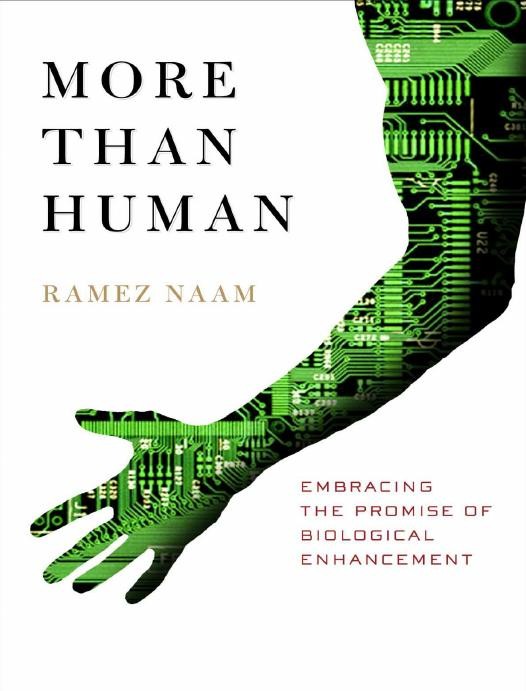 MORE
THAN
HUMAN
RAMEZ NAAM
EMBRACING
THE PROMISE OF
BIOLOGICAL
ENHANCEMENT